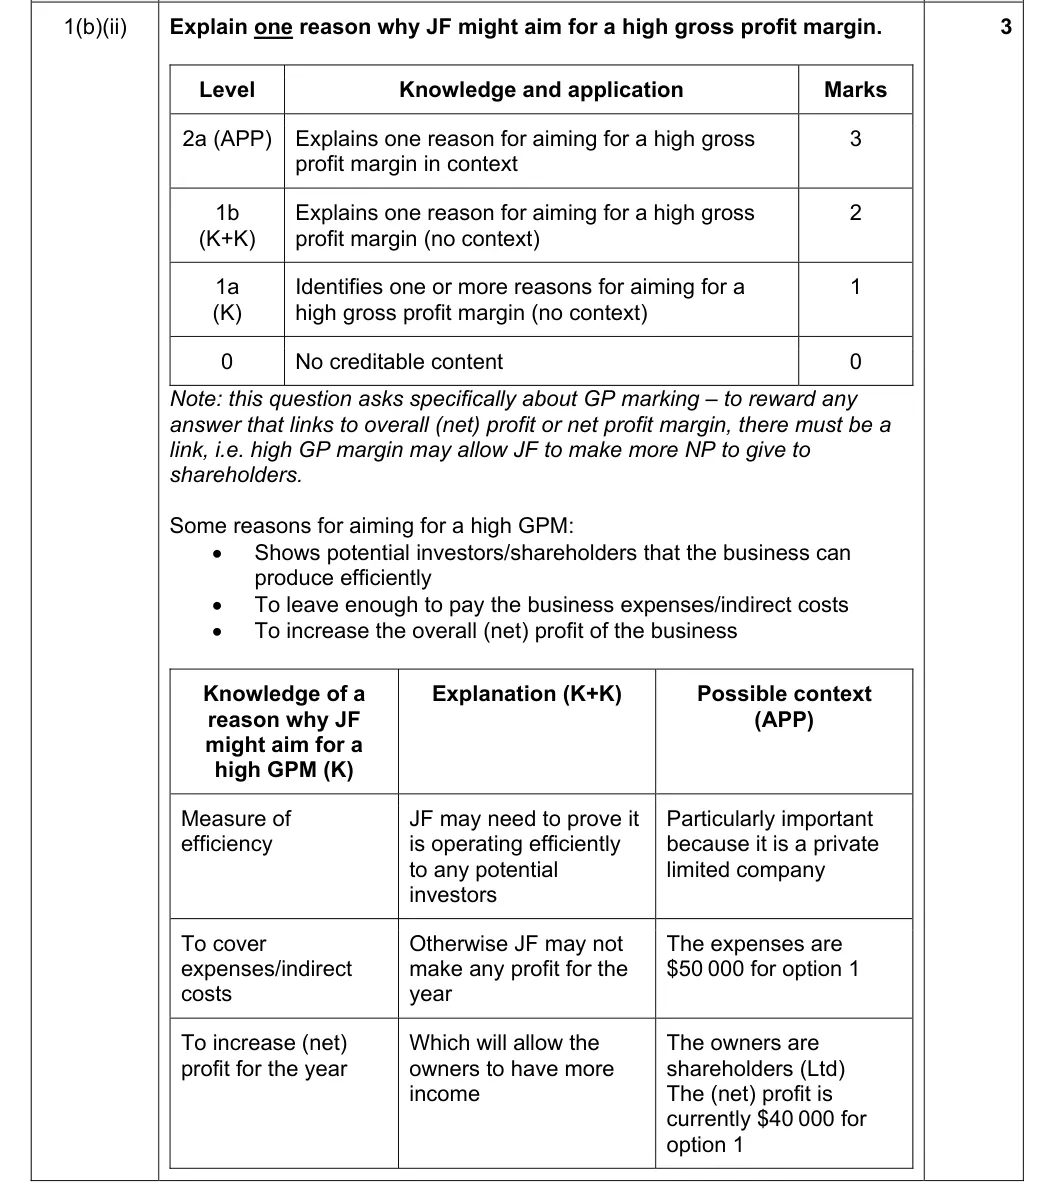 1(b)(ii) Explain one reason why JF might aim for a high gross profit margin. 3
Level Knowledge and application Marks
2a (APP) Explains one reason for aiming for a high gross 3
profit margin in context
1b Explains one reason for aiming for a high gross 2
(K+K) profit margin (no context)
1a Identifies one or more reasons for aiming for a 1
(K) high gross profit margin (no context)
0 No creditable content 0
Note: this question asks specifically about GP marking – to reward any
answer that links to overall (net) profit or net profit margin, there must be a
link, i.e. high GP margin may allow JF to make more NP to give to
shareholders.
Some reasons for aiming for a high GPM:
• Shows potential investors/shareholders that the business can
produce efficiently
• To leave enough to pay the business expenses/indirect costs
• To increase the overall (net) profit of the business
Knowledge of a
reason why JF
might aim for a
high GPM (K)
Explanation (K+K)
Possible context
(APP)
Measure of
efficiency
JF may need to prove it
is operating efficiently
to any potential
investors
Particularly important
because it is a private
limited company
To cover
expenses/indirect
costs
Otherwise JF may not
make any profit for the
year
The expenses are
$50 000 for option 1
To increase (net)
profit for the year
Which will allow the
owners to have more
income
The owners are
shareholders (Ltd)
The (net) profit is
currently $40 000 for
option 1